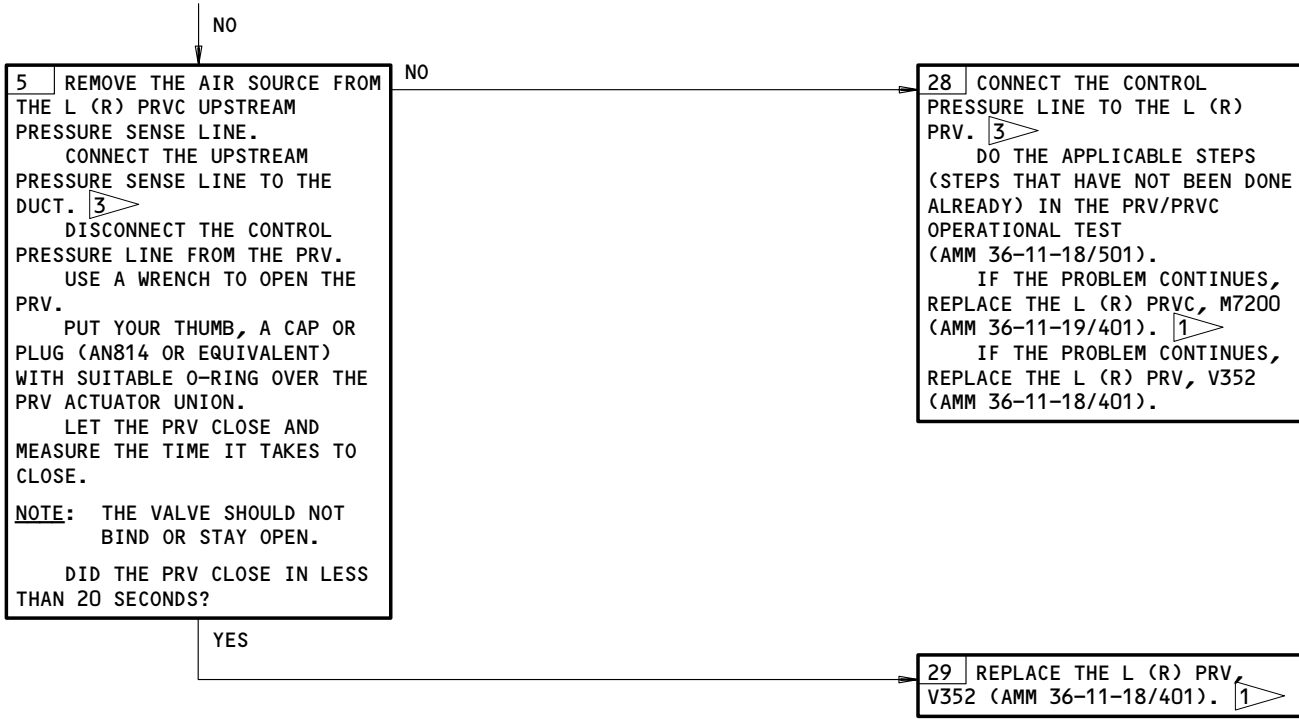 NO
5 REMOVE THE AIR SOURCE FROM
THE L (R) PRVC UPSTREAM
PRESSURE SENSE LINE.
CONNECT THE UPSTREAM
PRESSURE SENSE LINE TO THE
DUCT. 3
DISCONNECT THE CONTROL
PRESSURE LINE FROM THE PRV.
USE A WRENCH TO OPEN THE
PRV.
PUT YOUR THUMB, A CAP OR
PLUG (AN814 OR EQUIVALENT)
WITH SUITABLE O-RING OVER THE
PRV ACTUATOR UNION.
LET THE PRV CLOSE AND
MEASURE THE TIME IT TAKES TO
CLOSE.
NOTE: THE VALVE SHOULD NOT
BIND OR STAY OPEN.
DID THE PRV CLOSE IN LESS
THAN 20 SECONDS?
NO
28 CONNECT THE CONTROL
PRESSURE LINE TO THE L (R)
PRV. 3
DO THE APPLICABLE STEPS
(STEPS THAT HAVE NOT BEEN DONE
ALREADY) IN THE PRV/PRVC
OPERATIONAL TEST
(AMM 36-11-18/501).
IF THE PROBLEM CONTINUES,
REPLACE THE L (R) PRVC, M7200
(AMM 36-11-19/401). 1
IF THE PROBLEM CONTINUES,
REPLACE THE L (R) PRV, V352
(AMM 36-11-18/401).
YES
29 REPLACE THE L (R) PRV,
V352 (AMM 36-11-18/401). 1